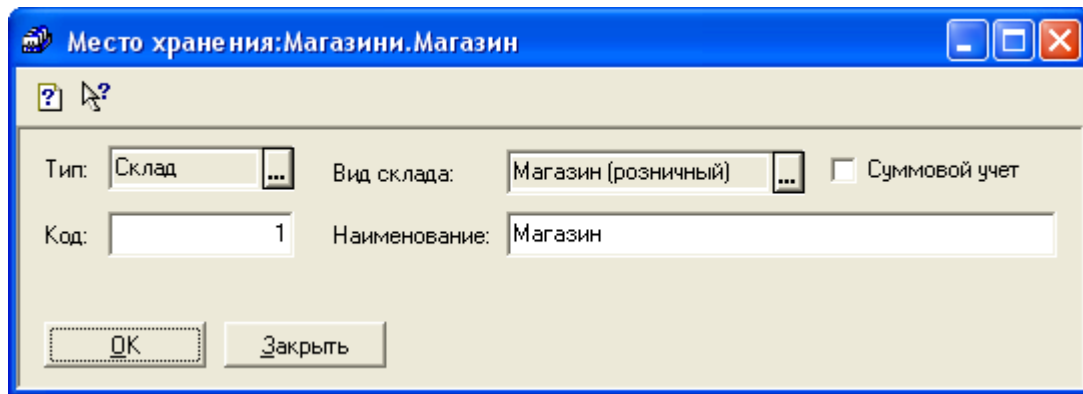 Место хранения:Магазини.Магазин
Тип: Склад ... Вид склада: Магазин (розничный) ... Суммовой учет
Код: 1 Наименование: Магазин
OK Закрыть